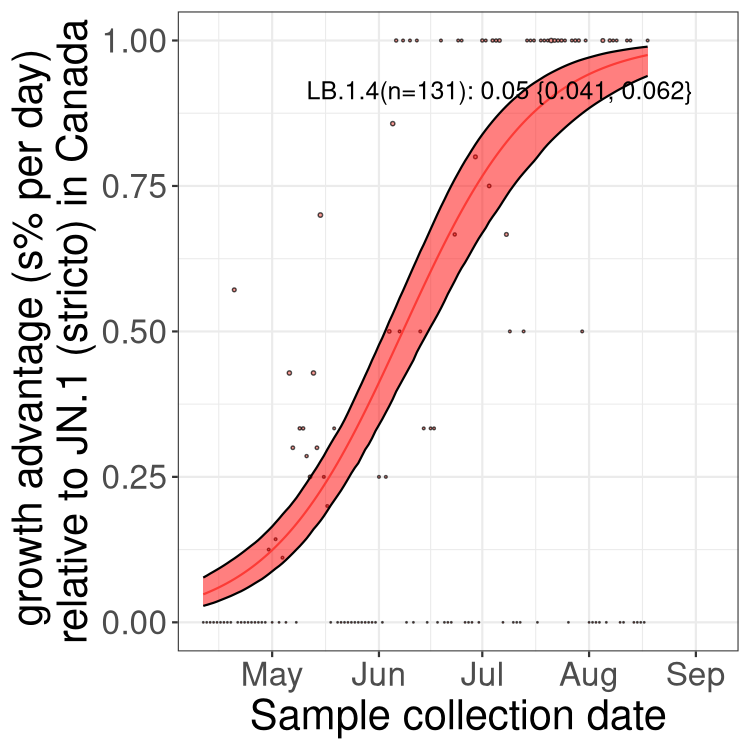 growth advantage (s% per day)
relative to JN.1 (stricto) in Canada
1.00
0.75
0.50
0.25
0.00
LB.1.4(n=131): 0.05 {0.041, 0.062}
May Jun Jul Aug Sep
Sample collection date